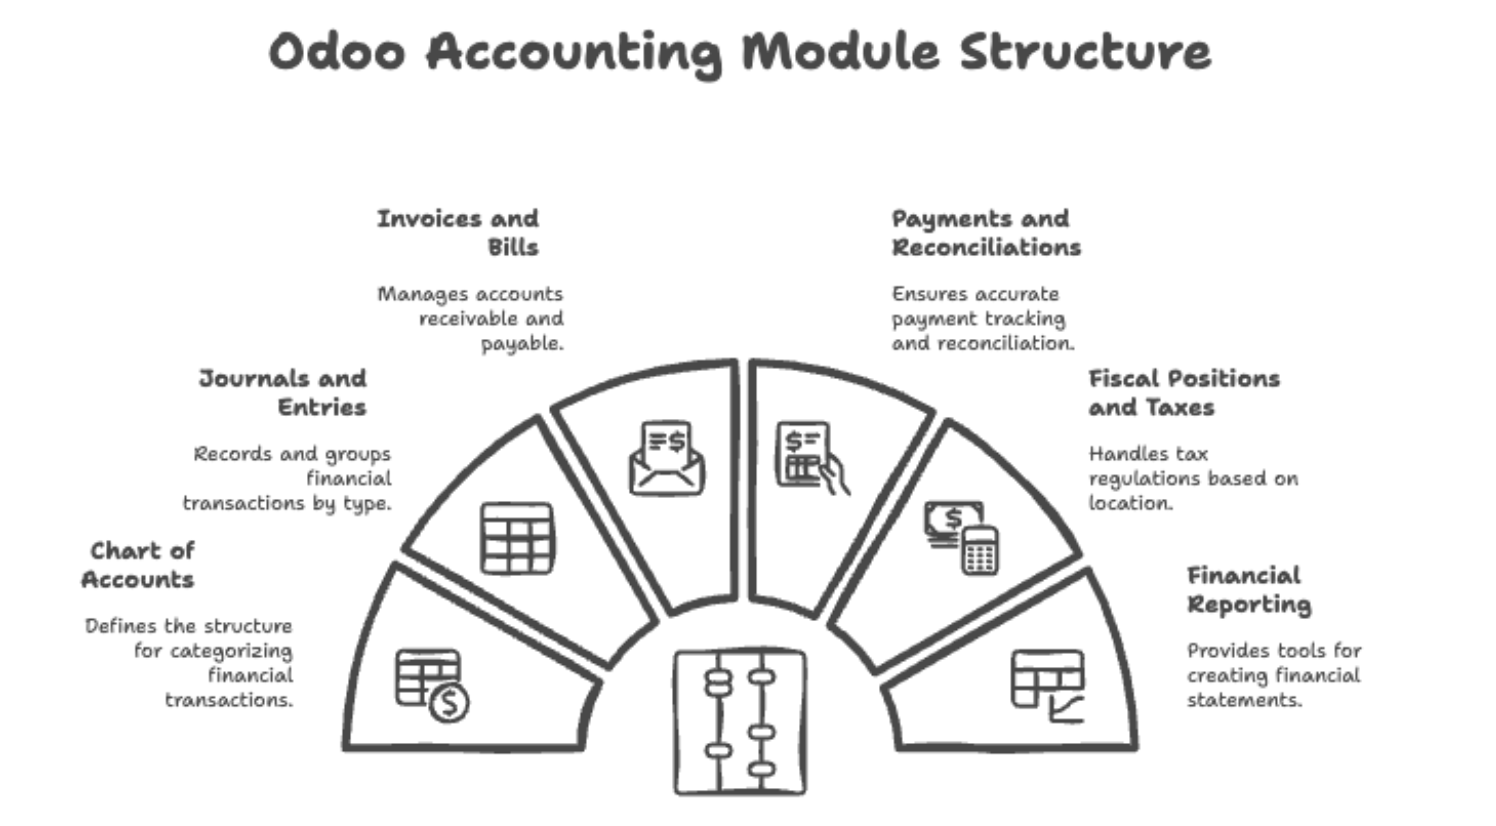 Odoo Accounting Module Structure
Invoices and
Bills
Manages accounts
receivable and
payable.
Payments and
Reconciliations
Ensures accurate
payment tracking
and reconciliation.
Journals and
Entries
Records and groups
financial
transactions by type.
Fiscal Positions
and Taxes
Handles tax
regulations based on
location.
Chart of
Accounts
Defines the structure
for categorizing
financial
transactions.
Financial
Reporting
Provides tools for
creating financial
statements.